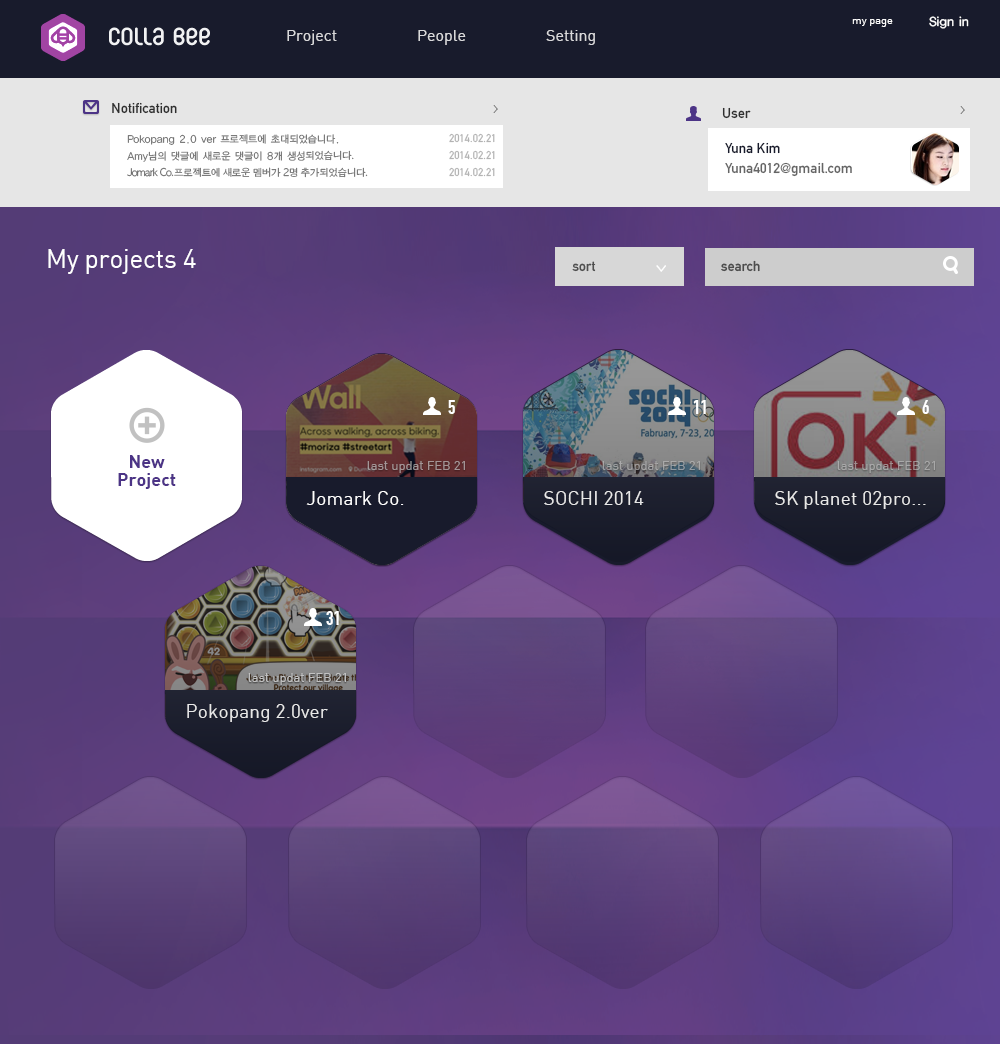 COLLA BEE
Project
People
Setting
my page
Sign in
Notification
Pokopang 2.0 ver 프로젝트에 초대되었습니다. 2014.02.21
Amy님의 댓글에 새로운 댓글이 8개 생성되었습니다. 2014.02.21
Jomark Co.프로젝트에 새로운 멤버가 2명 추가되었습니다. 2014.02.21
User
Yuna Kim
Yuna4012@gmail.com
My projects 4
sort
search
New
Project
Wall
5
Across walking, across biking.
#moriza #streetart
instagram.com
last updat FEB 21
Jomark Co.
sochi
2014
11
Fabruary, 7-23, 20
last updat FEB 21
SOCHI 2014
OK
6
last updat FEB 21
SK planet 02pro...
PAN
31
42
last updat FEB 21
Protect our village
Pokopang 2.0ver